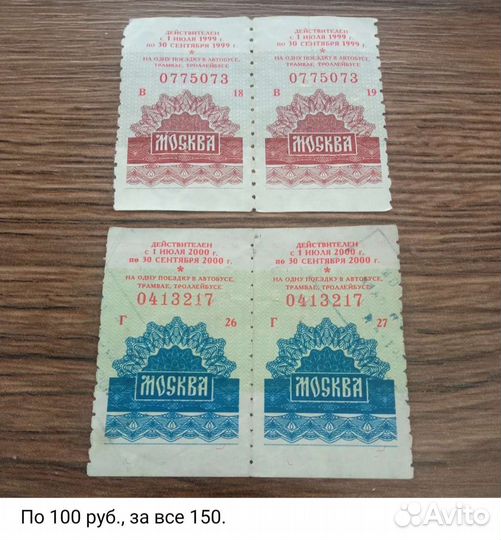 ДЕЙСТВИТЕЛЕН
с 1 ИЮЛЯ 1999 г.
по 30 СЕНТЯБРЯ 1999 г.
*
НА ОДНУ ПОЕЗДКУ В АВТОБУСЕ,
ТРАМВАЕ, ТРОЛЛЕЙБУСЕ
0775073
В 18
МОСКВА
ДЕЙСТВИТЕЛЕН
с 1 ИЮЛЯ 1999 г.
по 30 СЕНТЯБРЯ 1999 г.
*
НА ОДНУ ПОЕЗДКУ В АВТОБУСЕ,
ТРАМВАЕ, ТРОЛЛЕЙБУСЕ
0775073
В 19
МОСКВА
ДЕЙСТВИТЕЛЕН
с 1 ИЮЛЯ 2000 г.
по 30 СЕНТЯБРЯ 2000 г.
*
НА ОДНУ ПОЕЗДКУ В АВТОБУСЕ,
ТРАМВАЕ, ТРОЛЛЕЙБУСЕ
0413217
Г 26
МОСКВА
ДЕЙСТВИТЕЛЕН
с 1 ИЮЛЯ 2000 г.
по 30 СЕНТЯБРЯ 2000 г.
*
НА ОДНУ ПОЕЗДКУ В АВТОБУСЕ,
ТРАМВАЕ, ТРОЛЛЕЙБУСЕ
0413217
Г 27
МОСКВА
По 100 руб., за все 150.
Avito